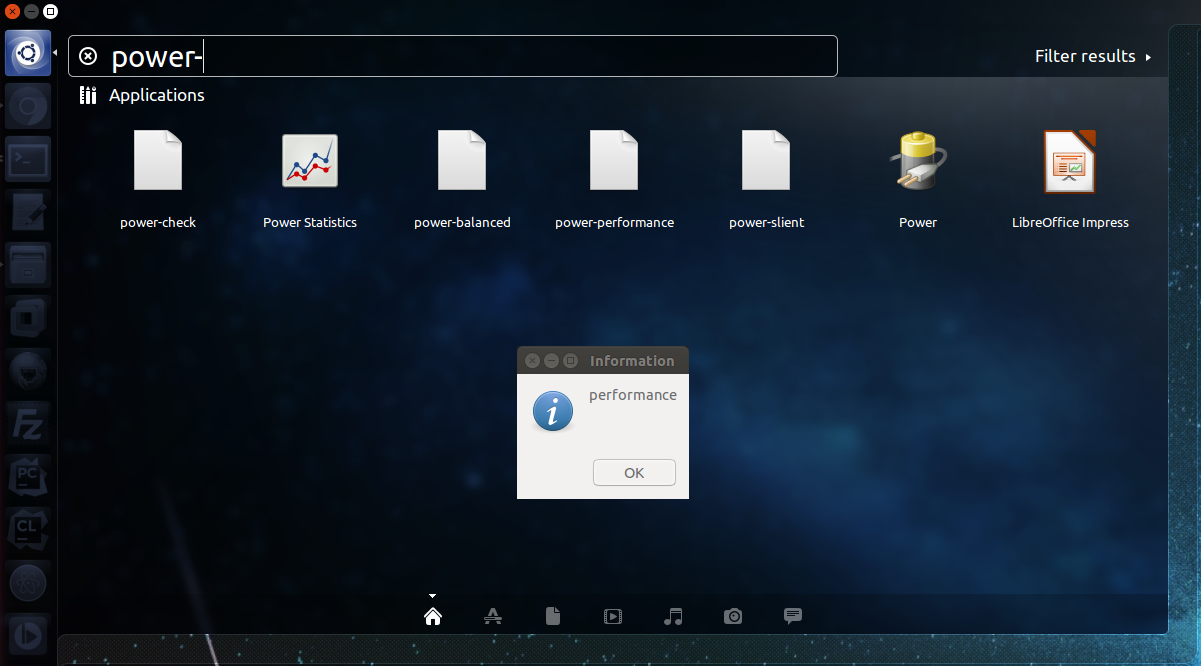 power-
Filter results
Applications
power-check
Power Statistics
power-balanced
power-performance
power-slient
Power
LibreOffice Impress
Information
performance
OK
FZ
PC
CL